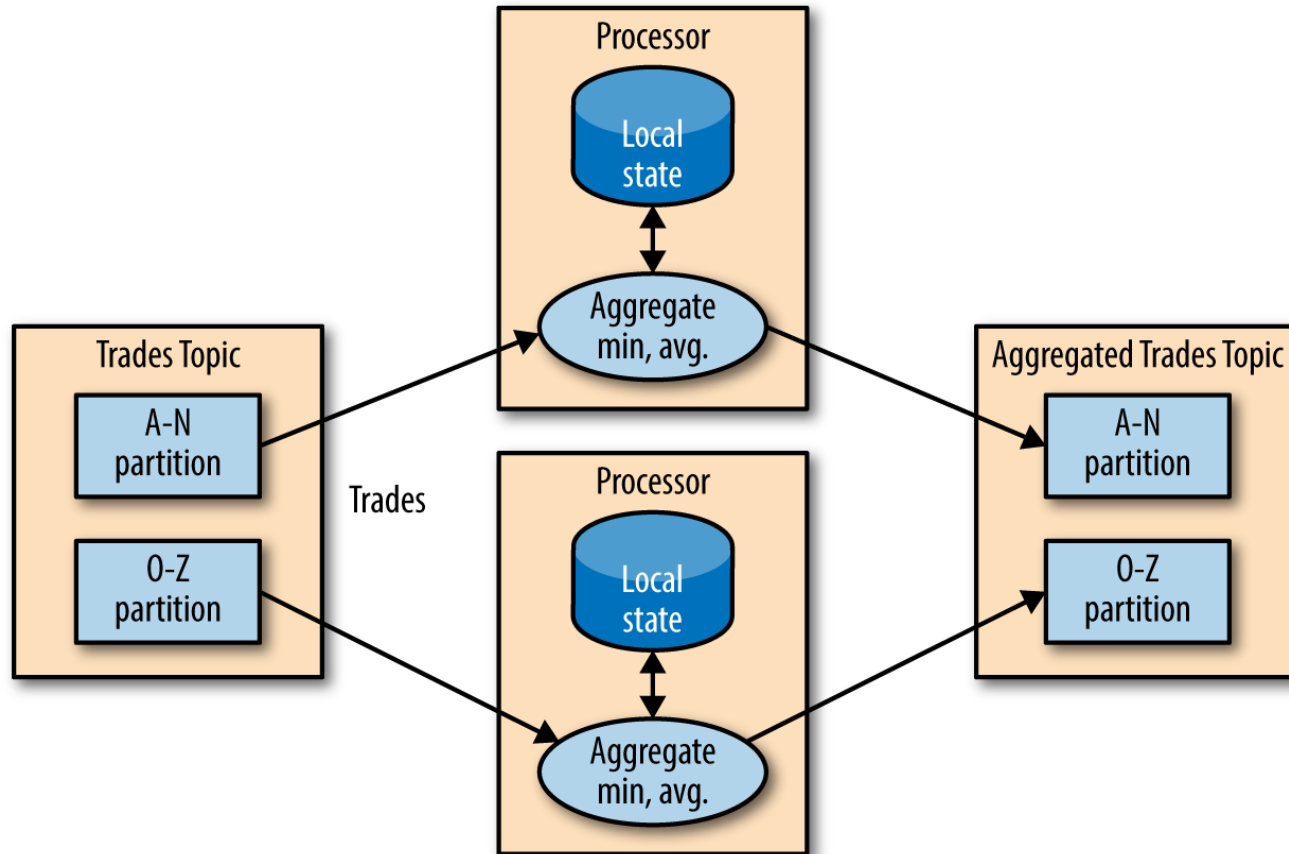 Processor
Local
state
Aggregate
min, avg.
Trades Topic
A-N
partition
O-Z
partition
Trades
Processor
Local
state
Aggregate
min, avg.
Aggregated Trades Topic
A-N
partition
O-Z
partition